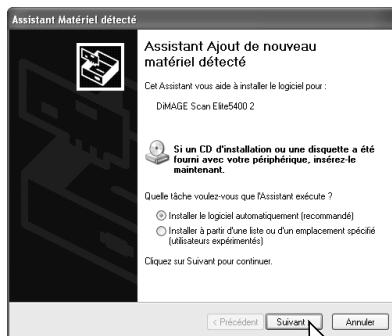 Assistant Matériel détecté
Assistant Ajout de nouveau
matériel détecté
Cet Assistant vous aide à installer le logiciel pour :
DiMAGE Scan Elite5400 2
Si un CD d'installation ou une disquette a été
fourni avec votre périphérique, insérez-le
maintenant.
Quelle tâche voulez-vous que l'Assistant exécute ?
Installer le logiciel automatiquement (recommandé)
Installer à partir d'une liste ou d'un emplacement spécifié
(utilisateurs expérimentés)
Cliquez sur Suivant pour continuer.
< Précédent
Suivant
Annuler